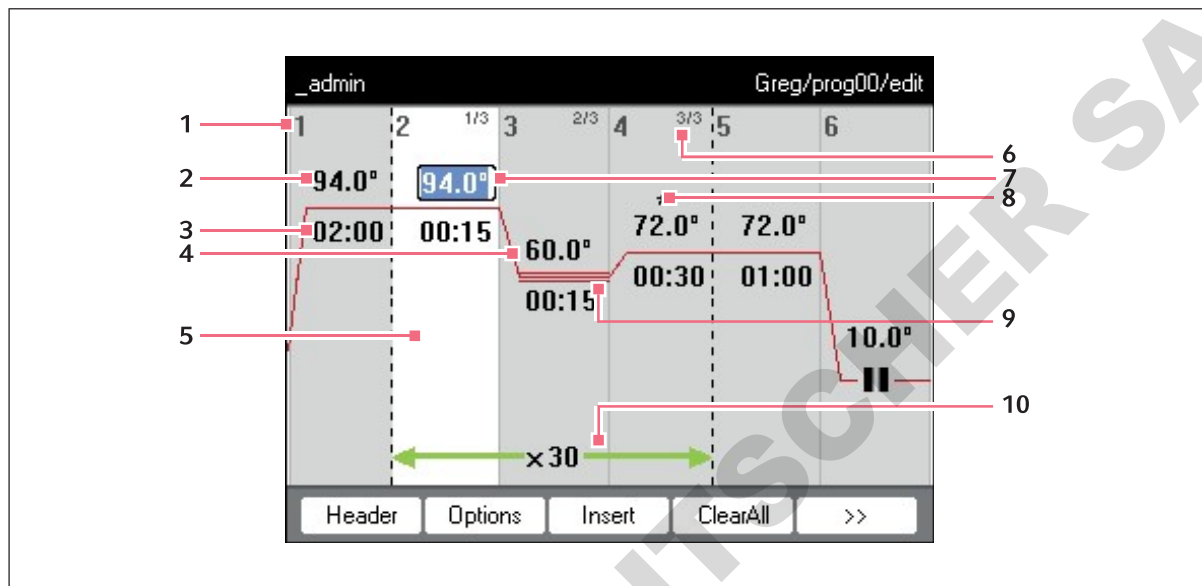 _admin Greg/prog00/edit
1 1 2 1/3 3 2/3 4 3/3 5 6
6
2 94.0° 94.0° 7
8
3 02:00 00:15 72.0° 72.0°
4 60.0°
00:30 01:00
00:15 9
5 10.0°
10
×30
Header Options Insert ClearAll >>
HITSCHER SA